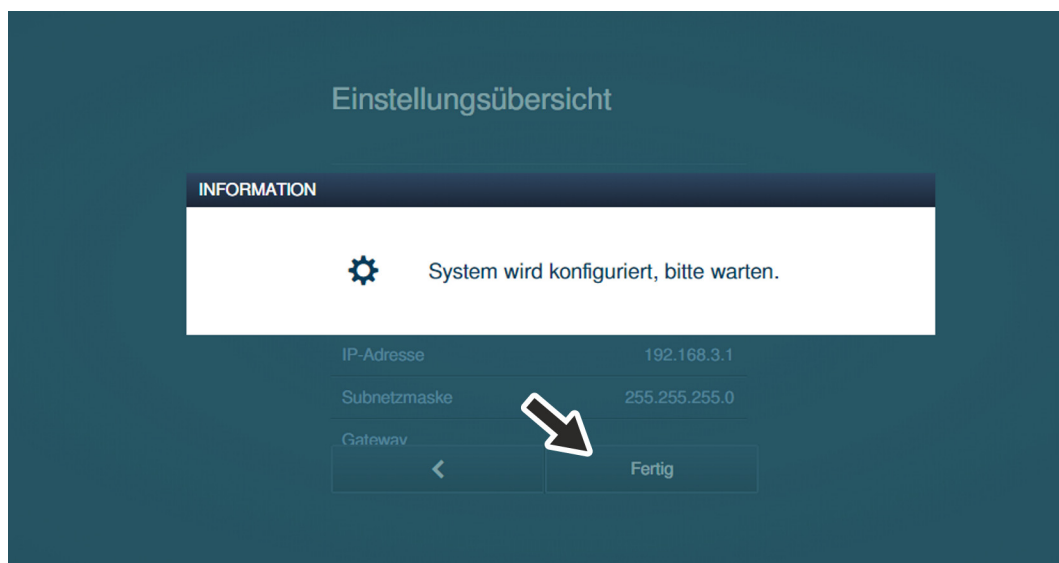 Einstellungsübersicht
INFORMATION
System wird konfiguriert, bitte warten.
IP-Adresse 192.168.3.1
Subnetzmaske 255.255.255.0
Gateway
Fertig